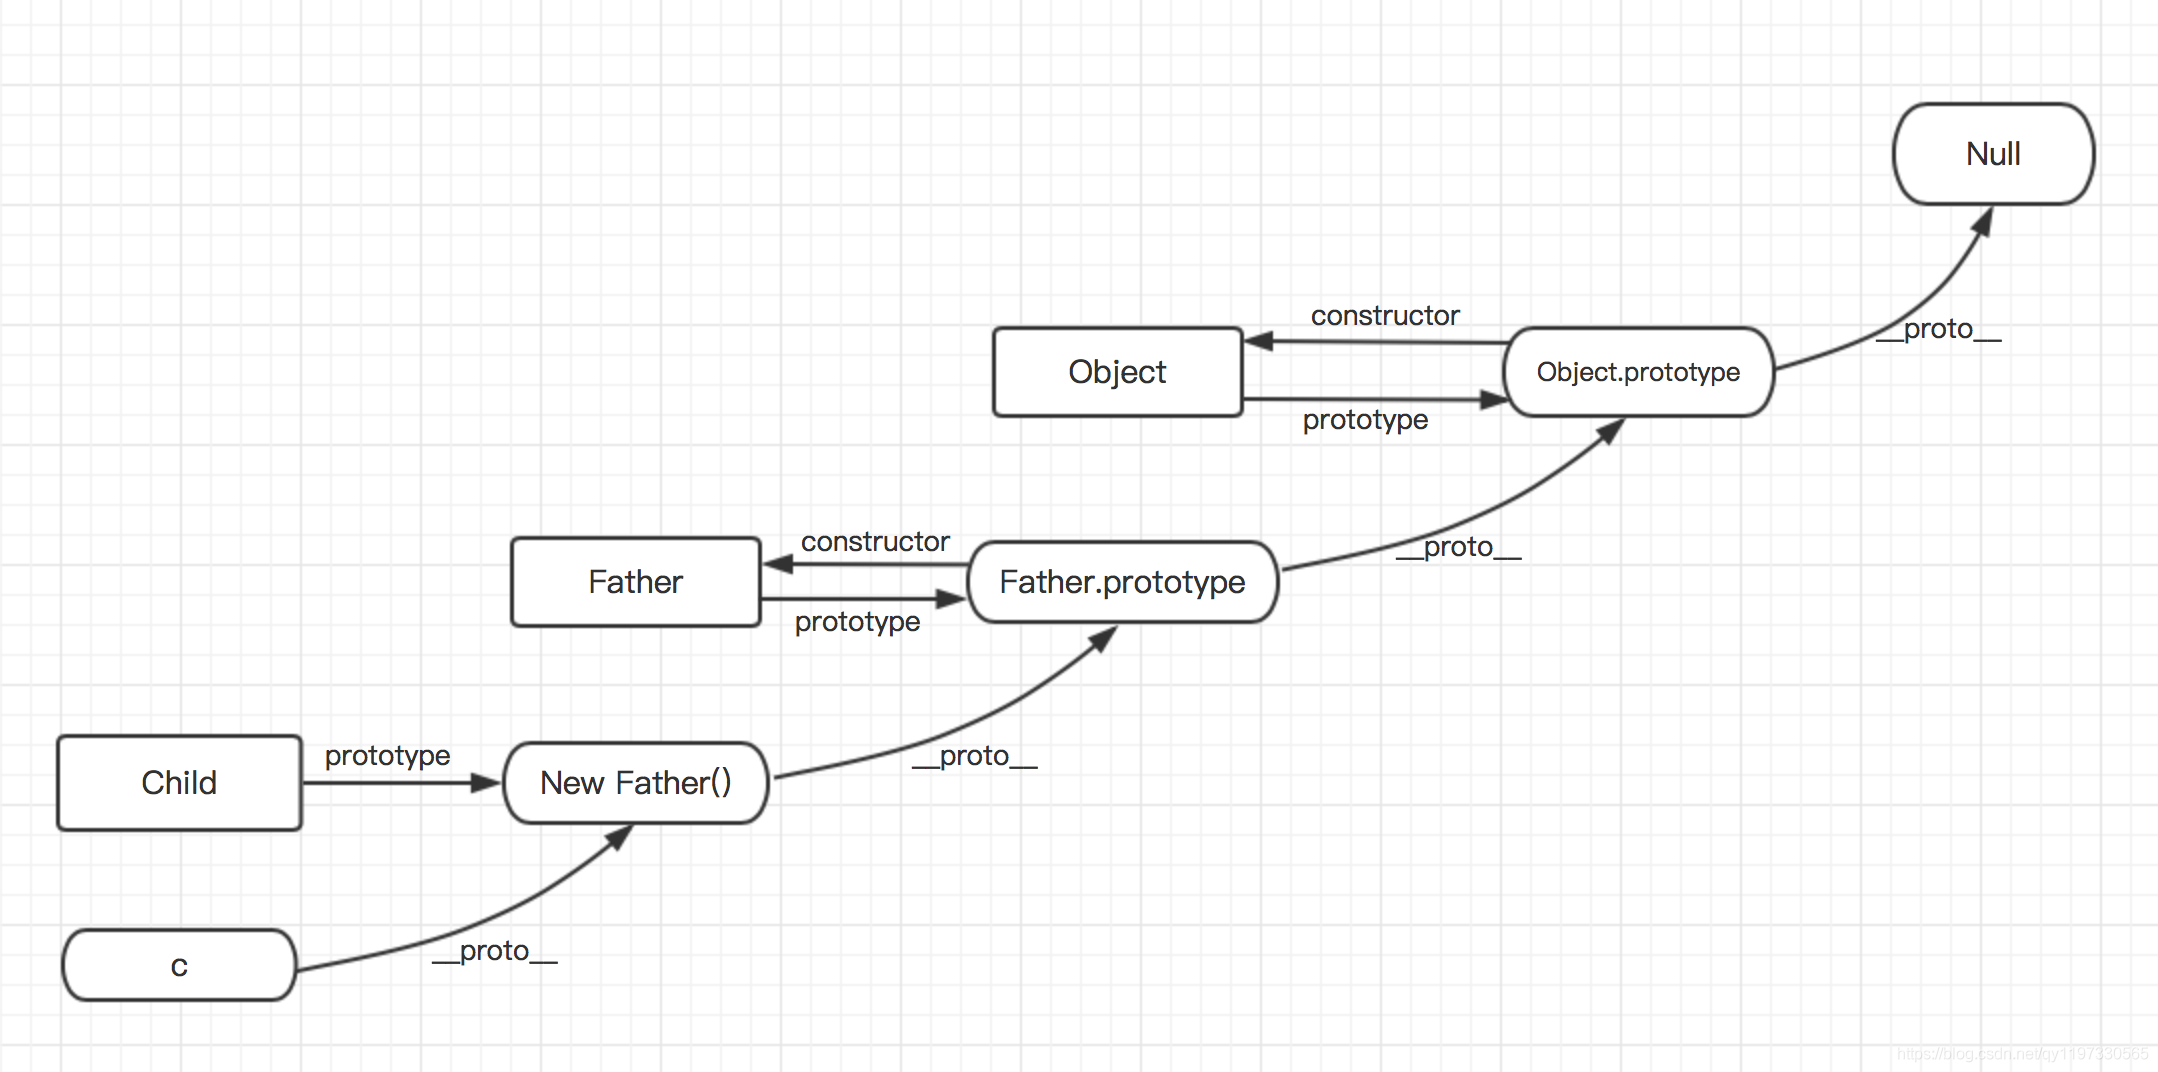 Null
constructor
__proto__
Object
Object.prototype
prototype
constructor
__proto__
Father
Father.prototype
prototype
prototype
__proto__
Child
New Father()
__proto__
c
https://blog.csdn.net/qy1197330565